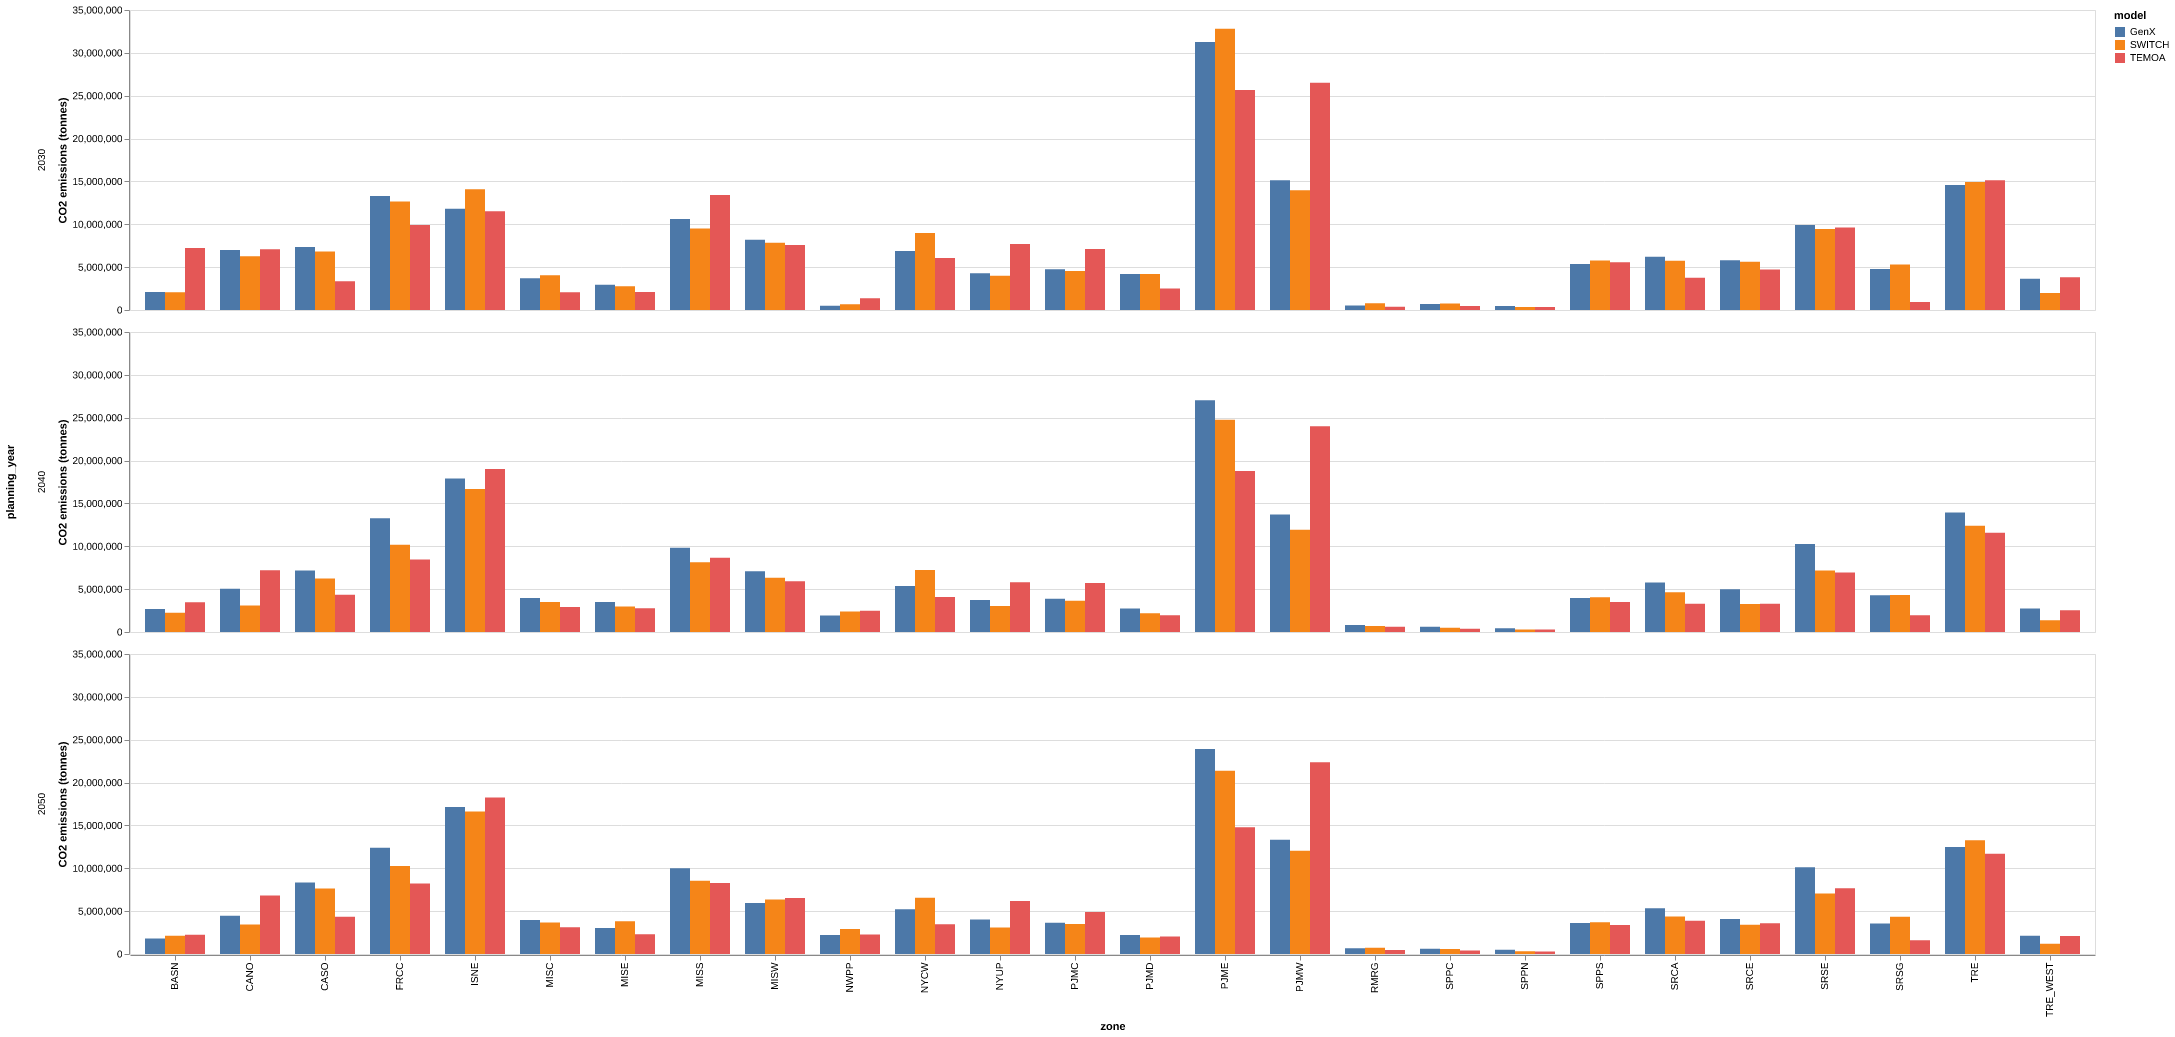 model
GenX
SWITCH
TEMOA
planning_year
2030
CO2 emissions (tonnes)
35,000,000
30,000,000
25,000,000
20,000,000
15,000,000
10,000,000
5,000,000
0
2040
CO2 emissions (tonnes)
35,000,000
30,000,000
25,000,000
20,000,000
15,000,000
10,000,000
5,000,000
0
2050
CO2 emissions (tonnes)
35,000,000
30,000,000
25,000,000
20,000,000
15,000,000
10,000,000
5,000,000
0
BASN
CANO
CASO
FRCC
ISNE
MISC
MISE
MISS
MISW
NWPP
NYCW
NYUP
PJMC
PJMD
PJME
PJMW
RMRG
SPPC
SPPN
SPPS
SRCA
SRCE
SRSE
SRSG
TRE
TRE_WEST
zone